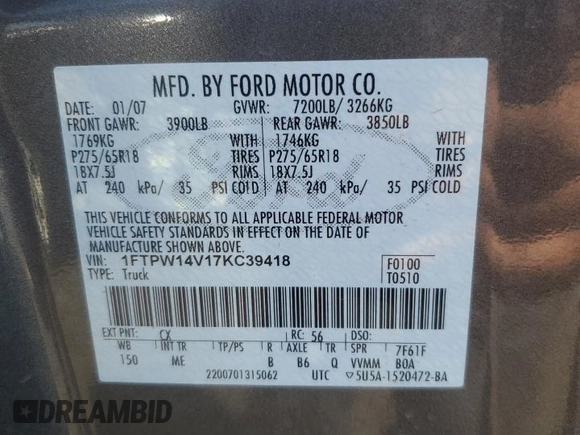 MFD. BY FORD MOTOR CO.
DATE: 01/07 GVWR: 7200LB/ 3266KG
FRONT GAWR: 3900LB REAR GAWR: 3850LB
1769KG WITH 1746KG WITH
P275/65R18 TIRES P275/65R18 TIRES
18X7.5J RIMS 18X7.5J RIMS
AT 240 kPa/ 35 PSI COLD AT 240 kPa/ 35 PSI COLD
THIS VEHICLE CONFORMS TO ALL APPLICABLE FEDERAL MOTOR
VEHICLE SAFETY STANDARDS IN EFFECT ON THE DATE OF
MANUFACTURE SHOWN ABOVE.
VIN: 1FTPW14V17KC39418 F0100
TYPE: Truck T0510
EXT PNT: CX RC: 56 DSO:
WB INT TR TP/PS R AXLE TR SPR 7F61F
150 ME B B6 Q VVMM BOA
2200701315062 UTC ▽5U5A-1520472-BA
Ford
DREAMBID